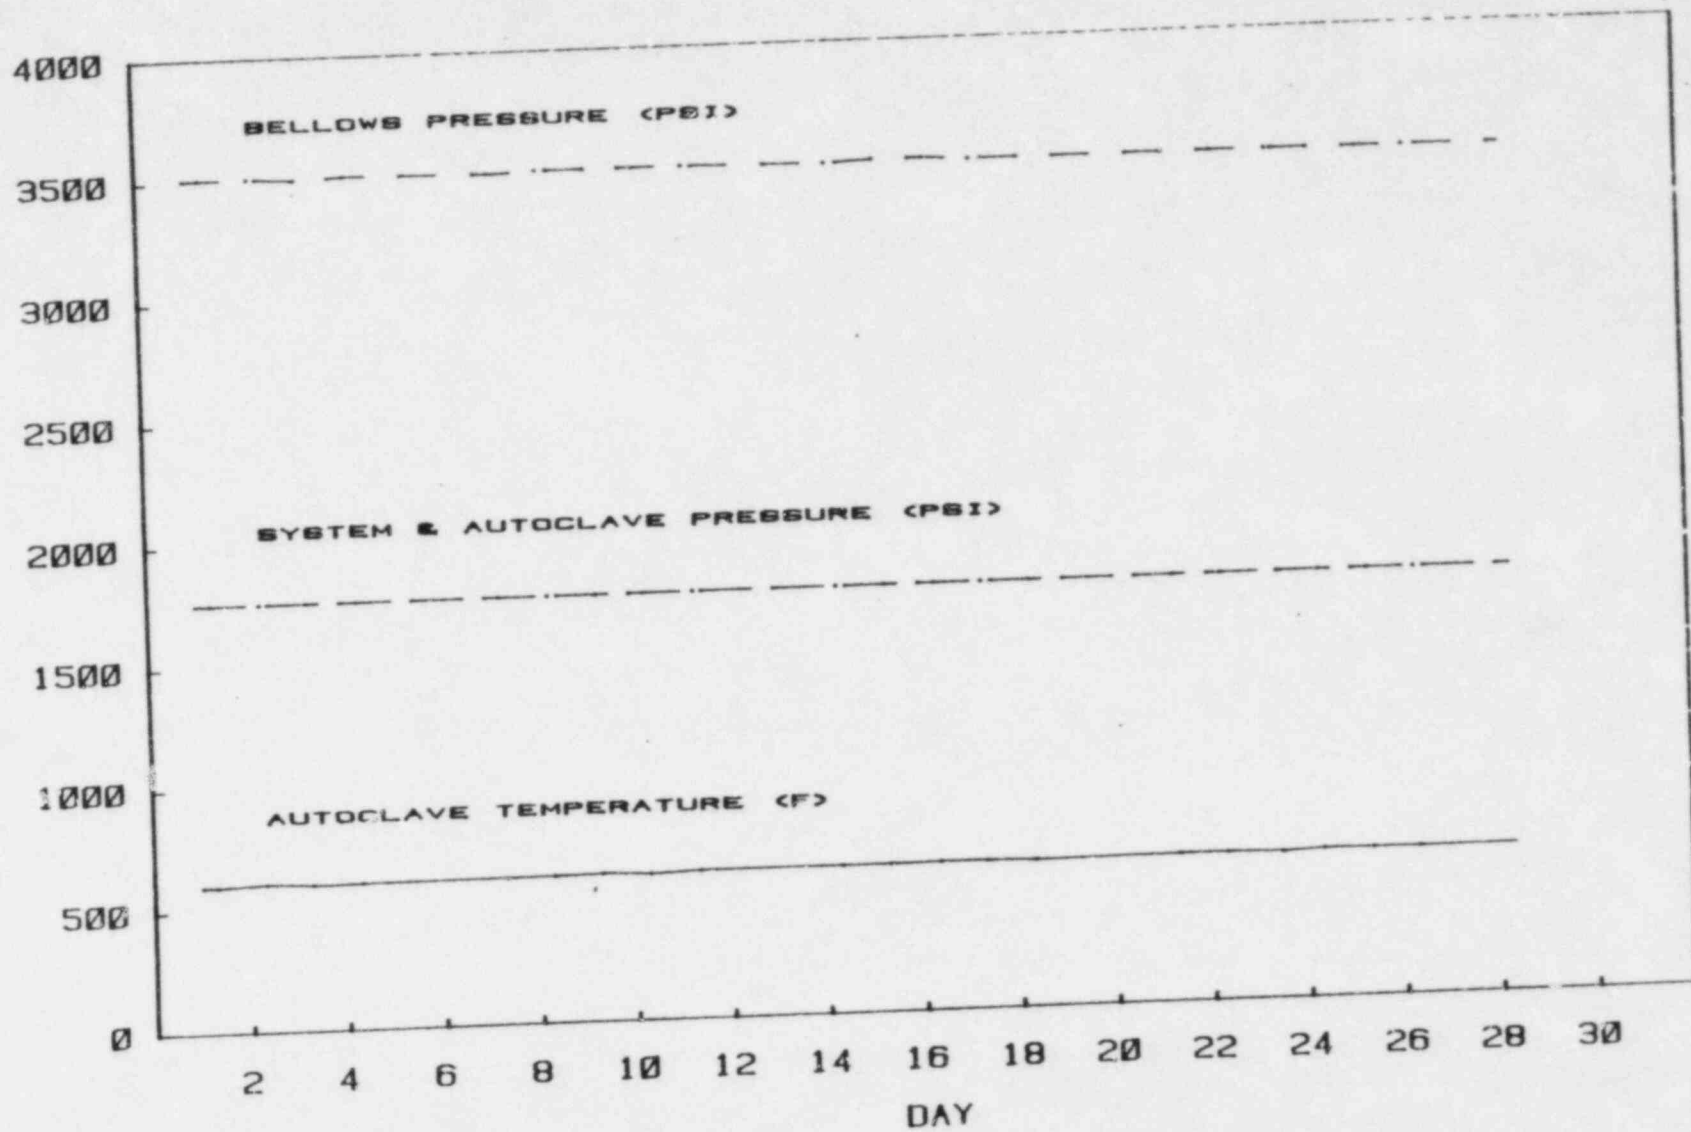 4000
BELLOWS PRESSURE (PSI)
3500
3000
2500
SYSTEM & AUTOCLAVE PRESSURE (PSI)
2000
1500
1000
AUTOCLAVE TEMPERATURE (F)
500
0
2 4 6 8 10 12 14 16 18 20 22 24 26 28 30
DAY